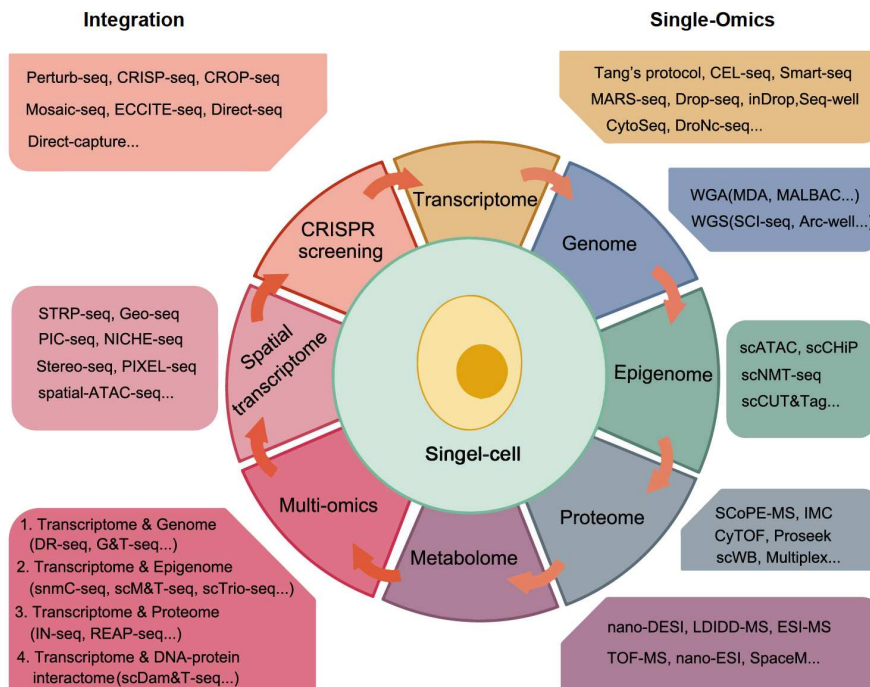 Integration
Single-Omics
Perturb-seq, CRISP-seq, CROP-seq
Mosaic-seq, ECCITE-seq, Direct-seq
Direct-capture...
Tang's protocol, CEL-seq, Smart-seq
MARS-seq, Drop-seq, inDrop,Seq-well
CytoSeq, DroNc-seq...
WGA(MDA, MALBAC...)
WGS(SCI-seq, Arc-well...)
scATAC, scCHiP
scNMT-seq
scCUT&Tag...
SCoPE-MS, IMC
CyTOF, Proseek
scWB, Multiplex...
nano-DESI, LDIDD-MS, ESI-MS
TOF-MS, nano-ESI, SpaceM...
STRP-seq, Geo-seq
PIC-seq, NICHE-seq
Stereo-seq, PIXEL-seq
spatial-ATAC-seq...
1. Transcriptome & Genome
(DR-seq, G&T-seq...)
2. Transcriptome & Epigenome
(snmC-seq, scM&T-seq, scTrio-seq...)
3. Transcriptome & Proteome
(IN-seq, REAP-seq...)
4. Transcriptome & DNA-protein
interactome(scDam&T-seq...)
Transcriptome
Genome
Epigenome
Proteome
Metabolome
Multi-omics
Spatial
transcriptome
CRISPR
screening
Singel-cell